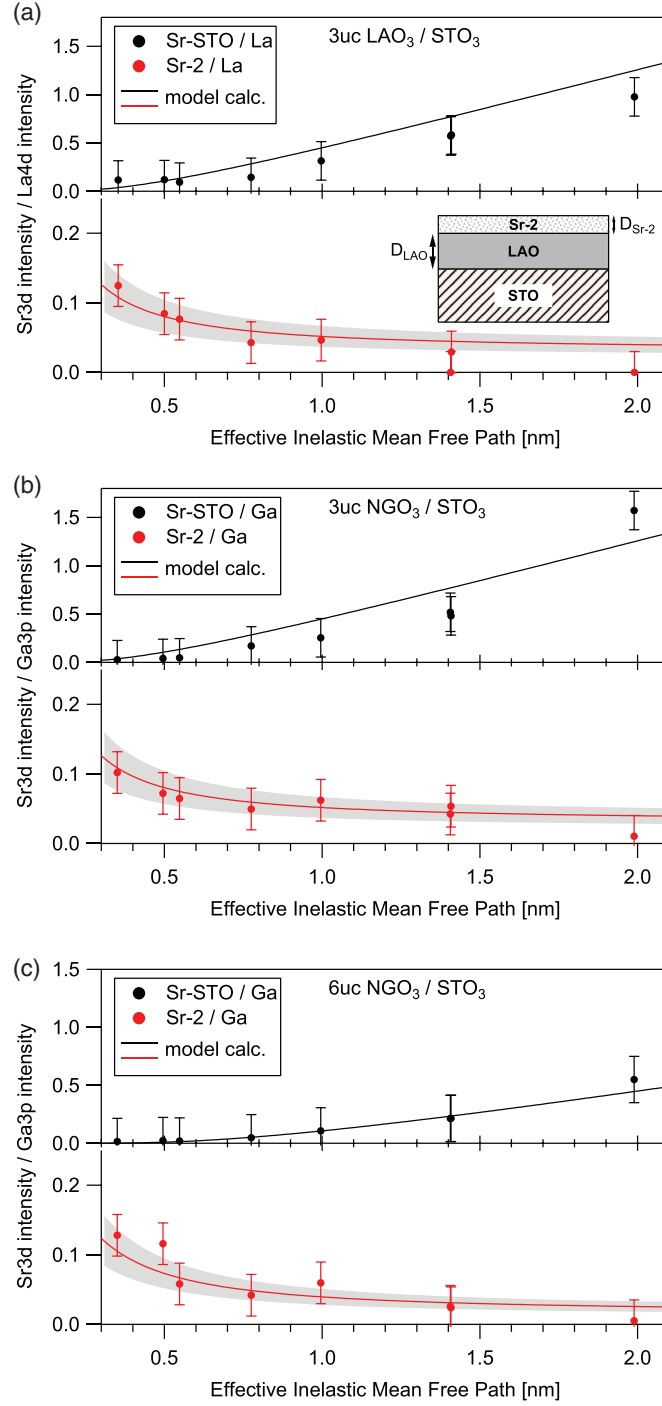 (a)
1.5
1.0
0.5
0.0
Sr-STO / La
Sr-2 / La
model calc.
3uc LAO₃ / STO₃
Sr3d intensity / La4d intensity
0.2
0.1
0.0
Sr-2
D_Sr-2
D_LAO
LAO
STO
0.5 1.0 1.5 2.0
Effective Inelastic Mean Free Path [nm]
(b)
1.5
1.0
0.5
0.0
Sr-STO / Ga
Sr-2 / Ga
model calc.
3uc NGO₃ / STO₃
Sr3d intensity / Ga3p intensity
0.2
0.1
0.0
0.5 1.0 1.5 2.0
Effective Inelastic Mean Free Path [nm]
(c)
1.5
1.0
0.5
0.0
Sr-STO / Ga
Sr-2 / Ga
model calc.
6uc NGO₃ / STO₃
Sr3d intensity / Ga3p intensity
0.2
0.1
0.0
0.5 1.0 1.5 2.0
Effective Inelastic Mean Free Path [nm]